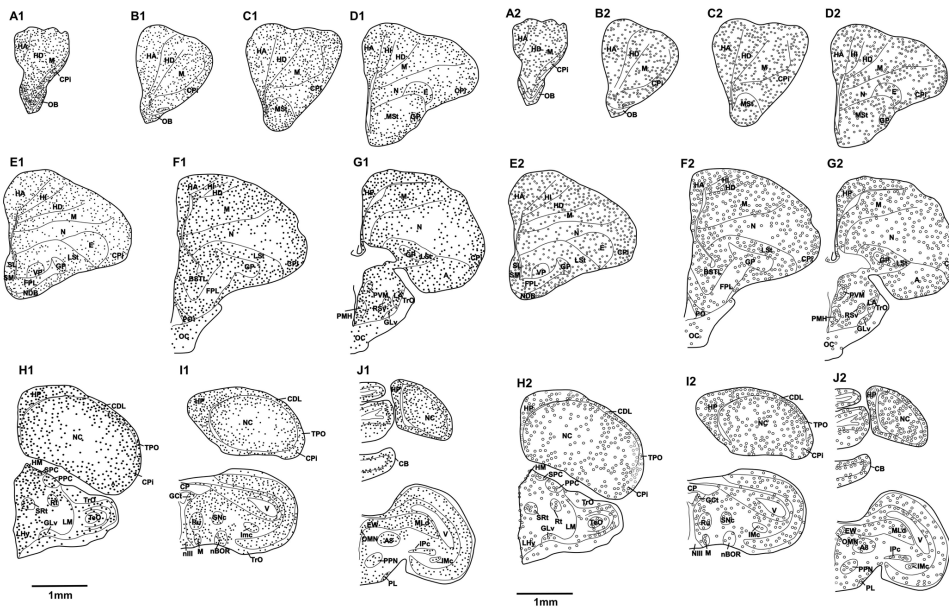 A1
B1
C1
D1
A2
B2
C2
D2
HA
HD
M
CPi
OB
HA
HD
M
CPi
OB
HA
HD
M
CPi
MSt
HA
HI
HD
M
N
E
CPi
MSt
GP
HA
HD
M
CPi
OB
HA
HD
M
CPi
OB
HA
HD
M
CPi
MSt
HA
HI
HD
M
N
E
CPi
MSt
GP
E1
F1
G1
E2
F2
G2
HA
HI
HD
M
N
E
LSt
CPi
SL
SM
VP
GP
FPL
NDB
HA
HI
HD
M
N
LSt
GP
CPi
BSTL
FPL
PO
OC
HP
M
N
GP
LSt
CPi
PVM
LA
TrO
RSv
PMH
GLv
OC
HA
HI
HD
M
N
E
LSt
CPi
SL
SM
VP
GP
FPL
NDB
HA
HI
HD
M
N
LSt
GP
CPi
BSTL
FPL
PO
OC
HP
M
N
GP
LSt
A
PVM
LA
TrO
RSv
PMH
GLv
OC
H1
I1
J1
H2
I2
J2
HP
CDL
NC
TPO
CPi
HM
SPC
PPC
Rt
SRt
TrO
TeO
GLv
LM
LHy
HP
NC
CPi
CP
GCt
Ru
SNc
V
Imc
nIII
M
nBOR
TrO
HP
NC
CB
EW
MLd
V
OMN
A8
IPc
PPN
IMc
PL
HP
CDL
NC
TPO
CPi
HM
SPC
PPC
SRt
Rt
TrO
TeO
GLv
LM
LHy
HP
NC
CPi
CP
GCt
Ru
SNc
V
IMc
NIII
M
nBOR
HP
NC
CB
EW
MLd
V
OMN
A8
IPc
PPN
IMc
PL
1mm
1mm